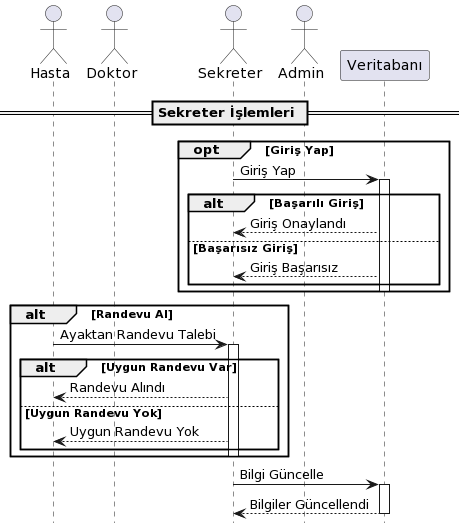 Hasta
Doktor
Sekreter
Admin
Veritabanı
Sekreter İşlemleri
opt [Giriş Yap]
Giriş Yap
alt [Başarılı Giriş]
Giriş Onaylandı
[Başarısız Giriş]
Giriş Başarısız
alt [Randevu Al]
Ayaktan Randevu Talebi
alt [Uygun Randevu Var]
Randevu Alındı
[Uygun Randevu Yok]
Uygun Randevu Yok
Bilgi Güncelle
Bilgiler Güncellendi